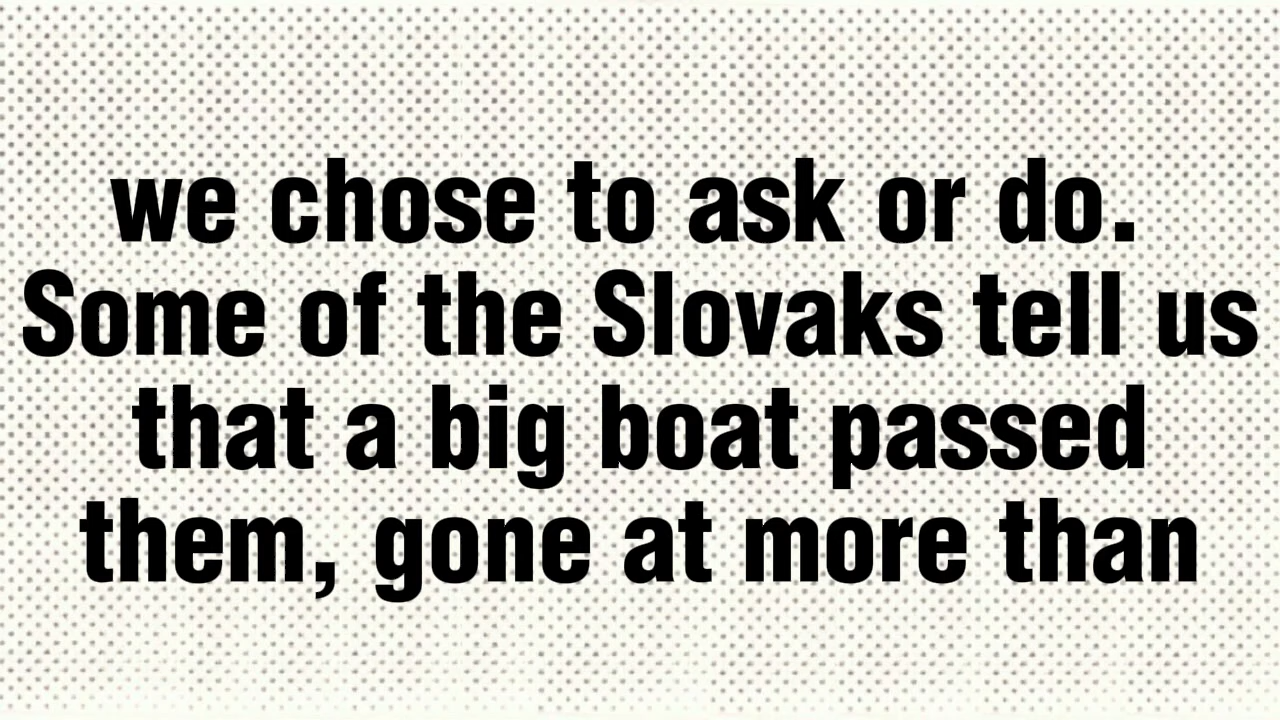 we chose to ask or do.
Some of the Slovaks tell us
that a big boat passed
them, gone at more than